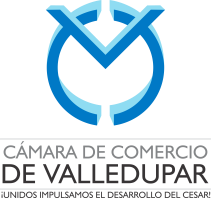 CÁMARA DE COMERCIO
DE VALLEDUPAR
¡UNIDOS IMPULSAMOS EL DESARROLLO DEL CESAR!